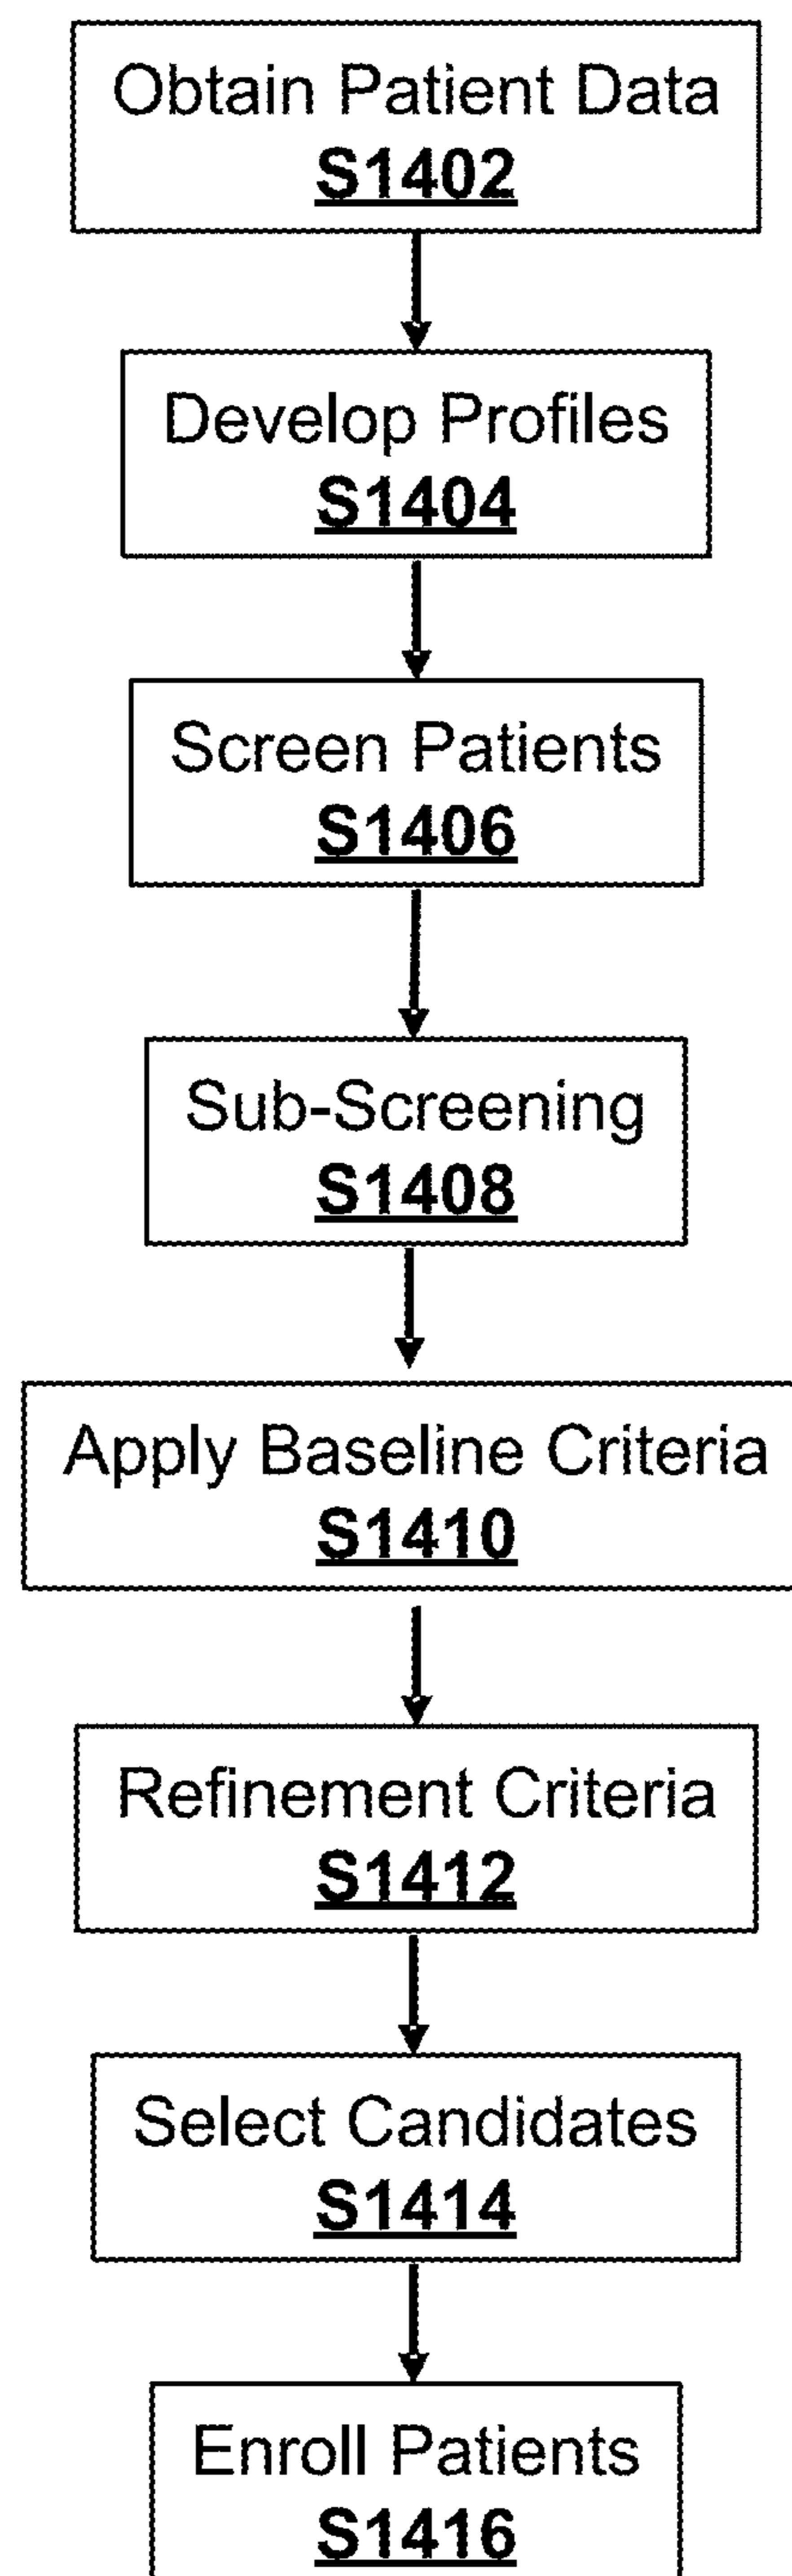 Obtain Patient Data
S1402
Develop Profiles
S1404
Screen Patients
S1406
Sub-Screening
S1408
Apply Baseline Criteria
S1410
Refinement Criteria
S1412
Select Candidates
S1414
Enroll Patients
S1416